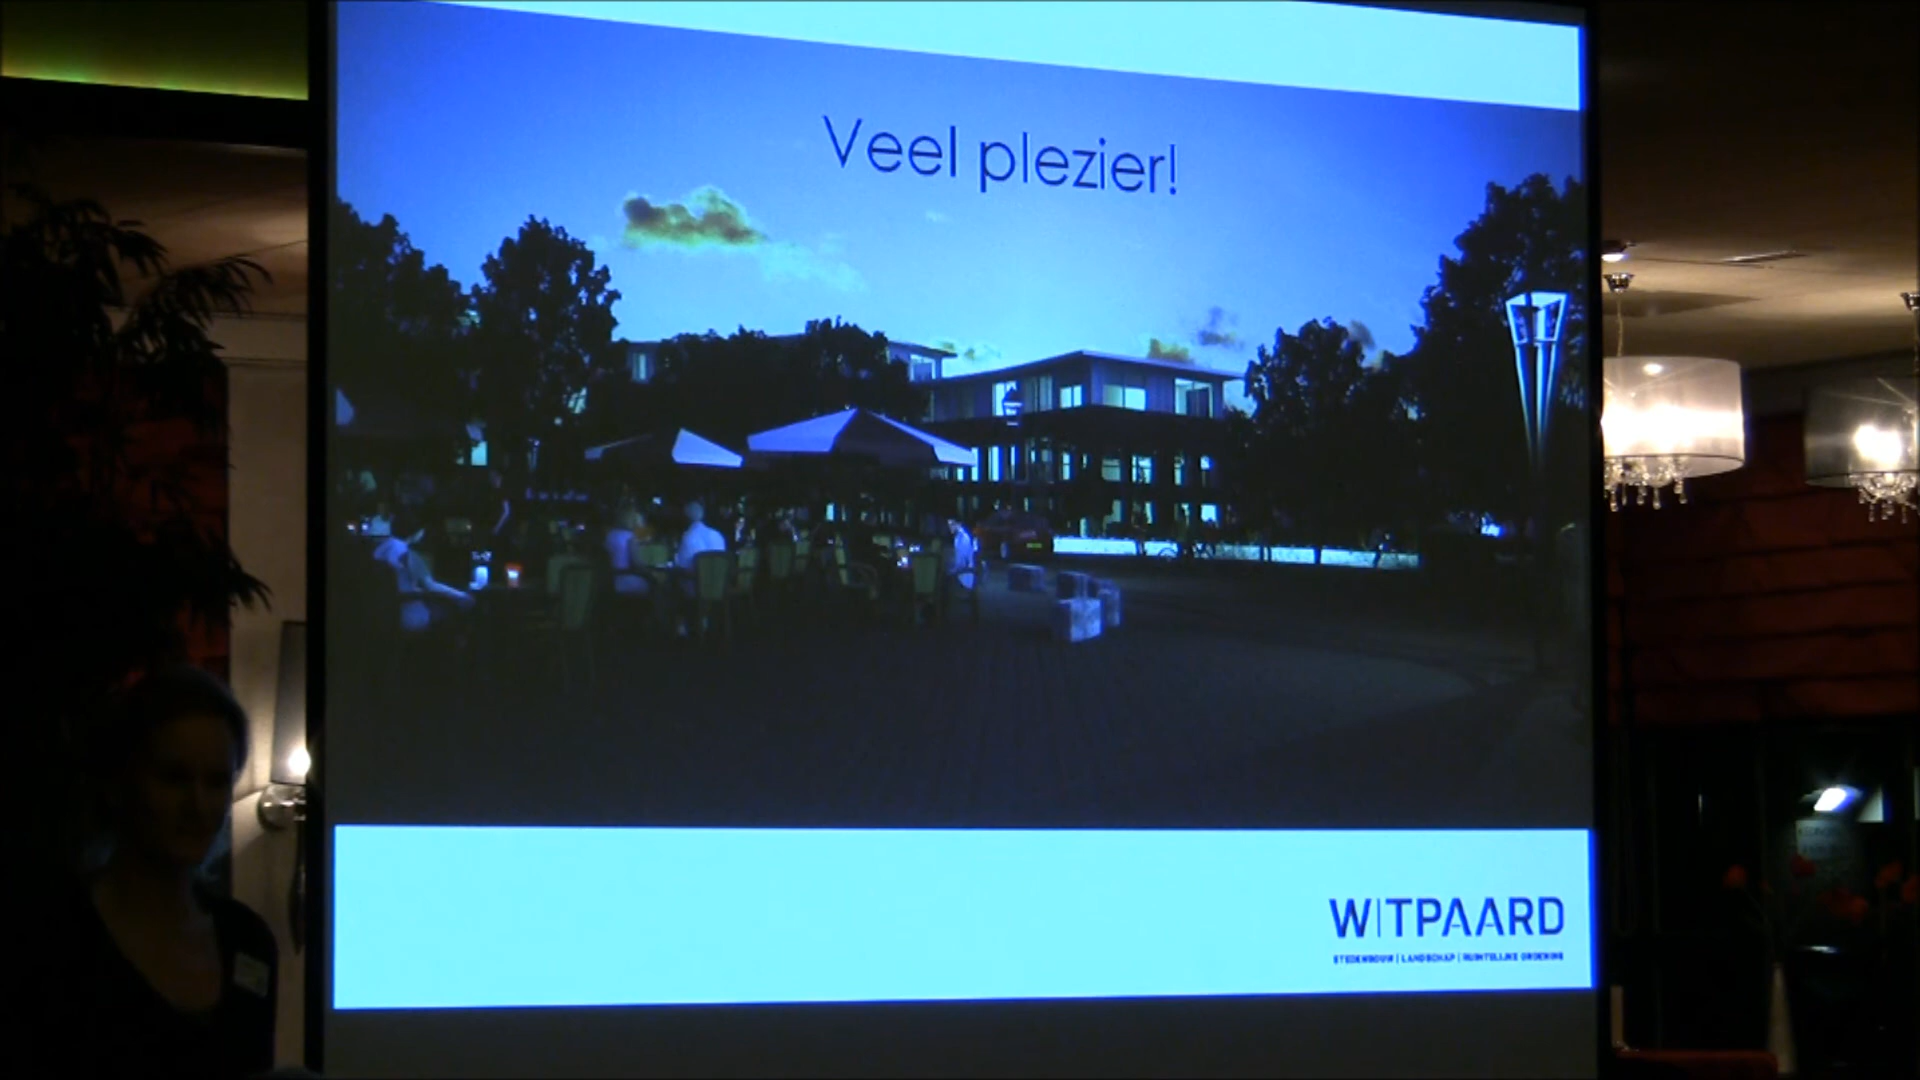 Veel plezier!
WITPAARD
STEDENBOUW | LANDSCHAP | RUIMTELIJKE ORDENING